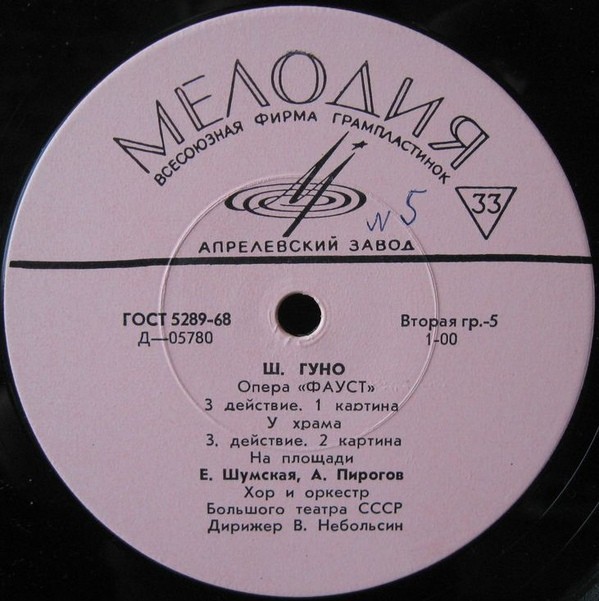 МЕЛОДИЯ
ВСЕСОЮЗНАЯ ФИРМА ГРАМПЛАСТИНОК
№ 5
33
АПРЕЛЕВСКИЙ ЗАВОД
ГОСТ 5289-68
Вторая гр.-5
Д—05780
1-00
Ш. ГУНО
Опера «ФАУСТ»
3 действие. 1 картина
У храма
3. действие. 2 картина
На площади
Е. Шумская, А. Пирогов
Хор и оркестр
Большого театра СССР
Дирижер В. Небольсин